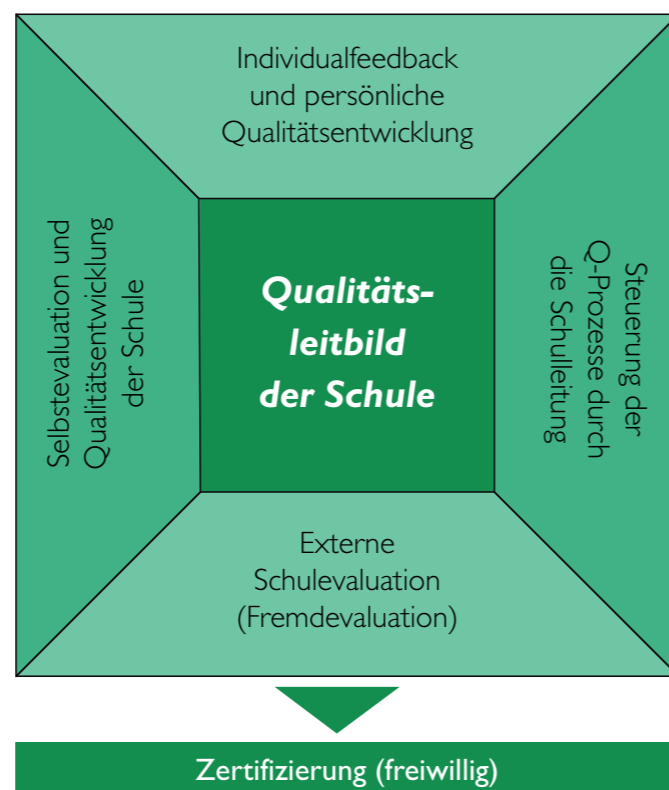 Individualfeedback
und persönliche
Qualitätsentwicklung
Selbstevaluation und
Qualitätsentwicklung
der Schule
Qualitäts-
leitbild
der Schule
Steuerung der
Q-Prozesse durch
die Schulleitung
Externe
Schulevaluation
(Fremdevaluation)
Zertifizierung (freiwillig)